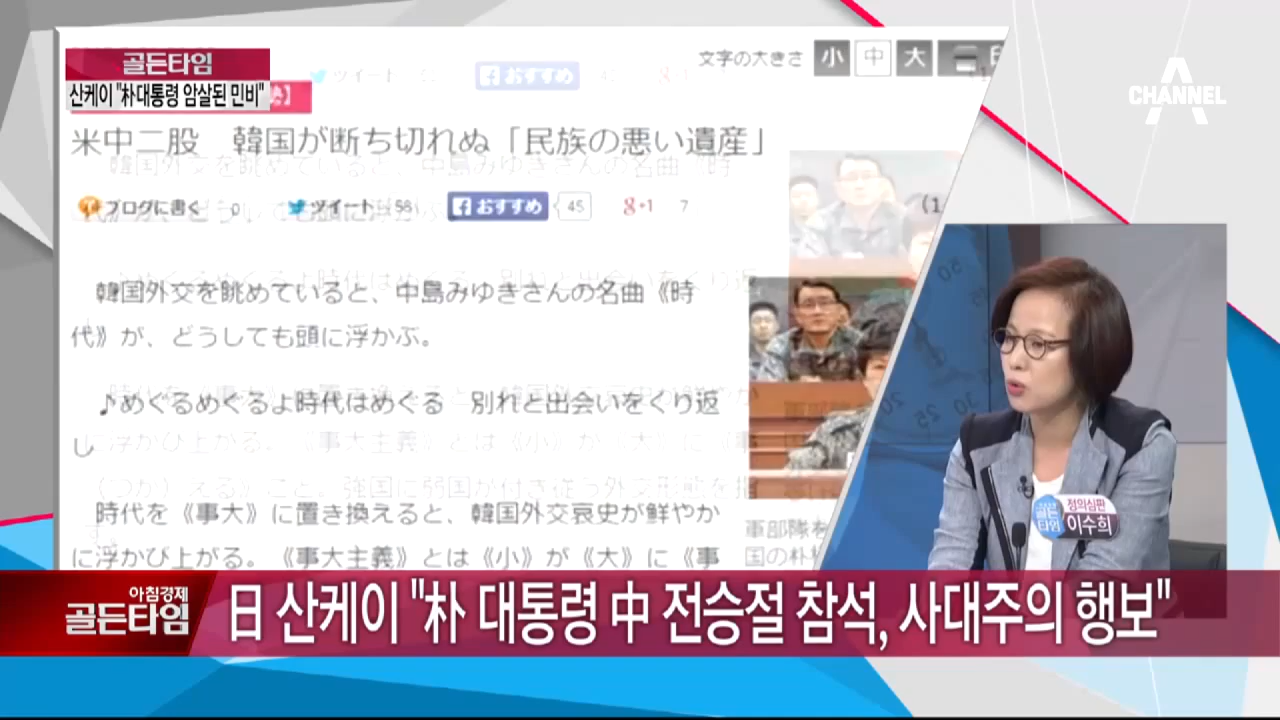 골든타임
산케이 "朴대통령 암살된 민비"
文字の大きさ 小 中 大
CHANNEL A
米中二股 韓国が断ち切れぬ「民族の悪い遺産」
ブログに書く 0 ツイート 58 おすすめ 45 g+1 7
韓国外交を眺めていると、中島みゆきさんの名曲《時
代》が、どうしても頭に浮かぶ。
♪めぐるめぐるよ時代はめぐる 別れと出会いをくり返
し
時代を《事大》に置き換えると、韓国外交哀史が鮮やか
に浮かび上がる。《事大主義》とは《小》が《大》に《事
軍部隊を
国の朴
골든타임
정의심판
이수희
아침경제
골든타임
日 산케이 "朴 대통령 中 전승절 참석, 사대주의 행보"